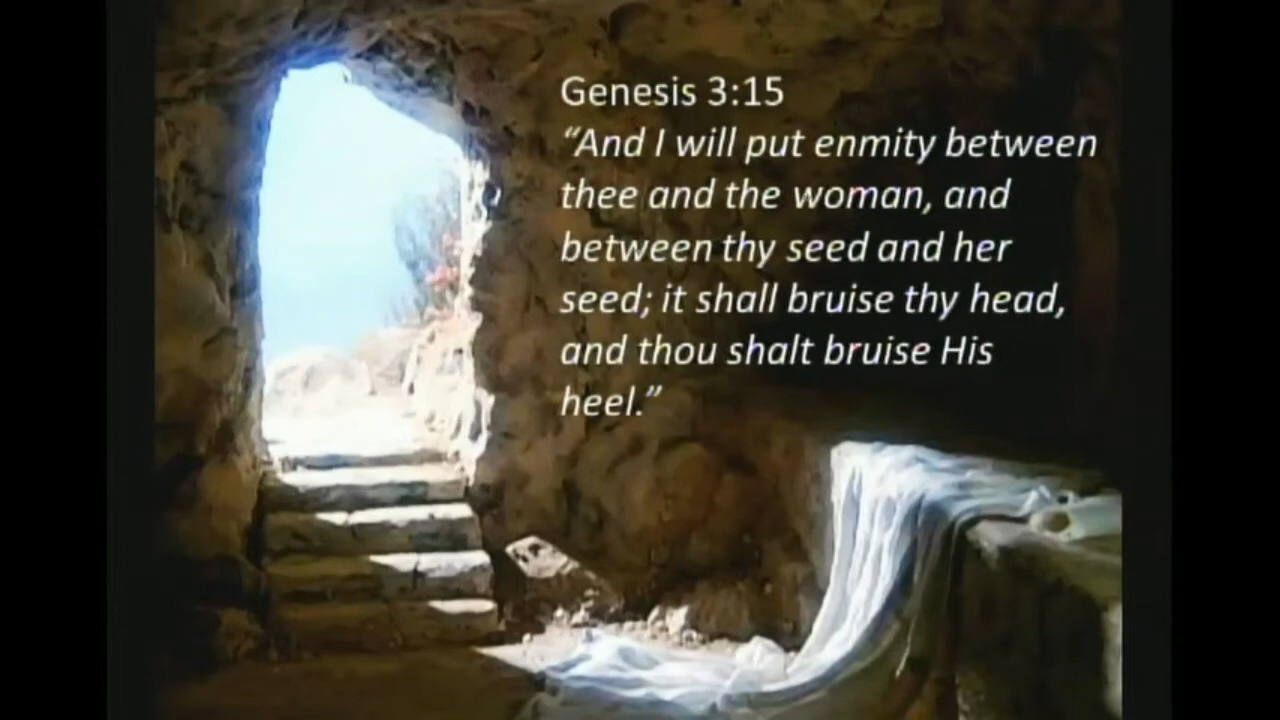 Genesis 3:15
“And I will put enmity between
thee and the woman, and
between thy seed and her
seed; it shall bruise thy head,
and thou shalt bruise His
heel.”